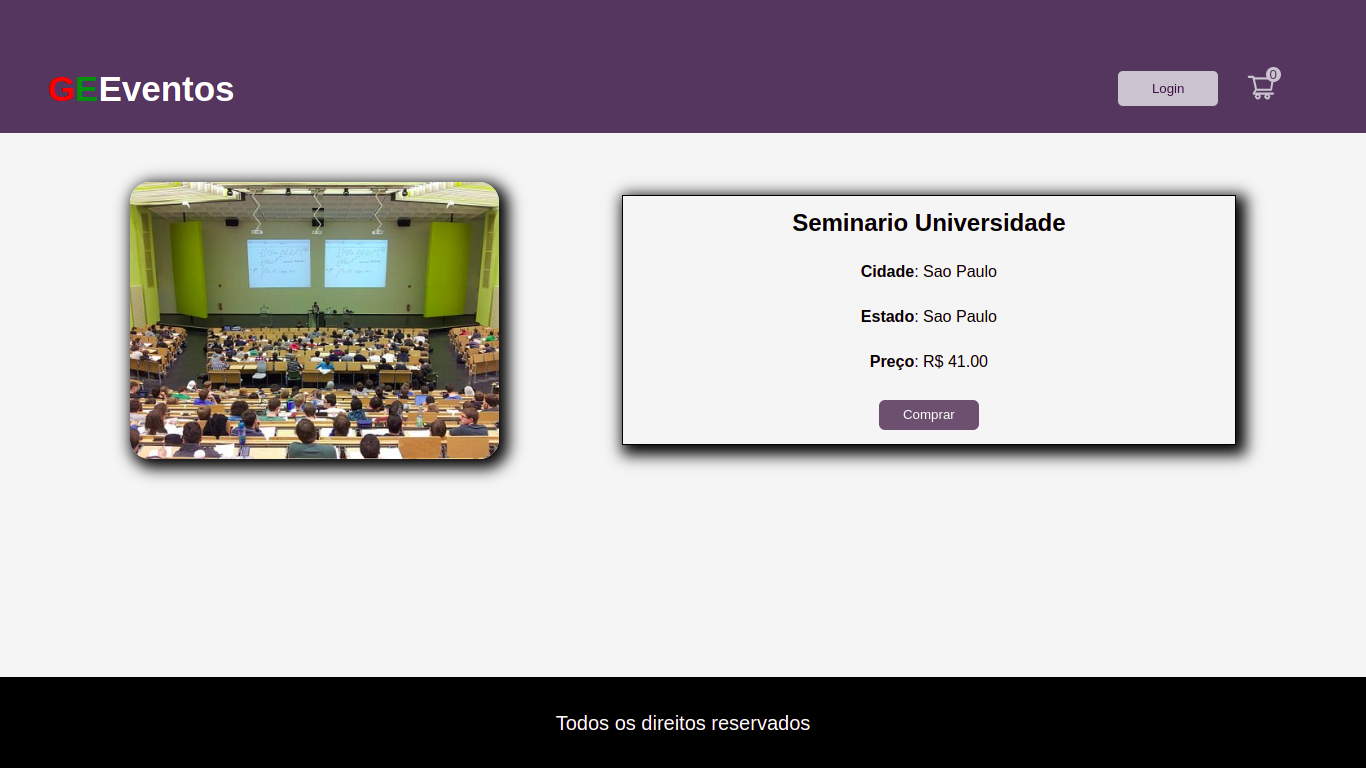 GEEventos
Login
0
Seminario Universidade
Cidade: Sao Paulo
Estado: Sao Paulo
Preço: R$ 41.00
Comprar
Todos os direitos reservados